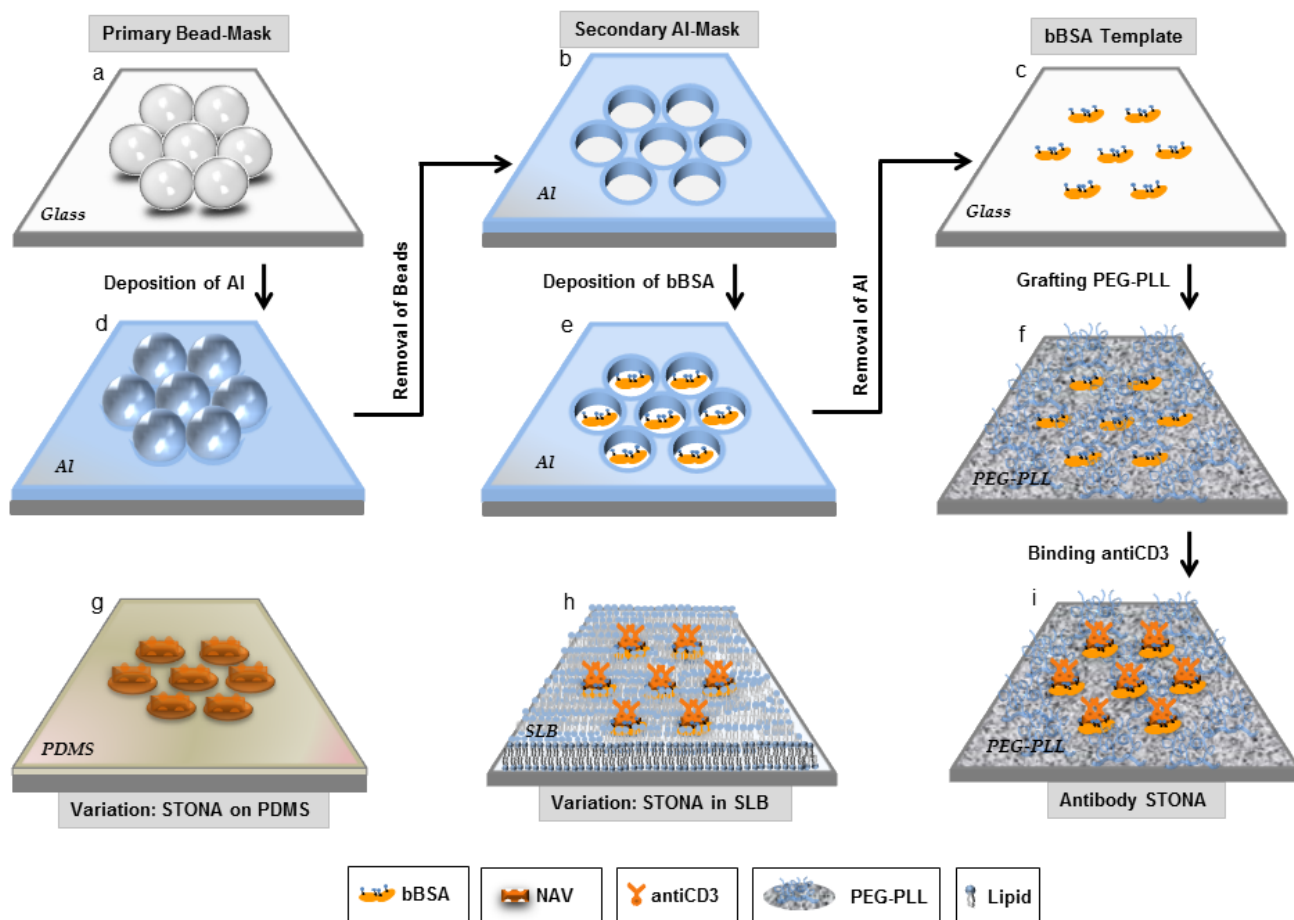 Primary Bead-Mask
Secondary Al-Mask
bBSA Template
a
b
c
Glass
Al
Glass
Deposition of Al
Removal of Beads
Deposition of bBSA
Removal of Al
Grafting PEG-PLL
d
e
f
Al
Al
PEG-PLL
Binding antiCD3
g
h
i
PDMS
SLB
PEG-PLL
Variation: STONA on PDMS
Variation: STONA in SLB
Antibody STONA
bBSA
NAV
antiCD3
PEG-PLL
Lipid